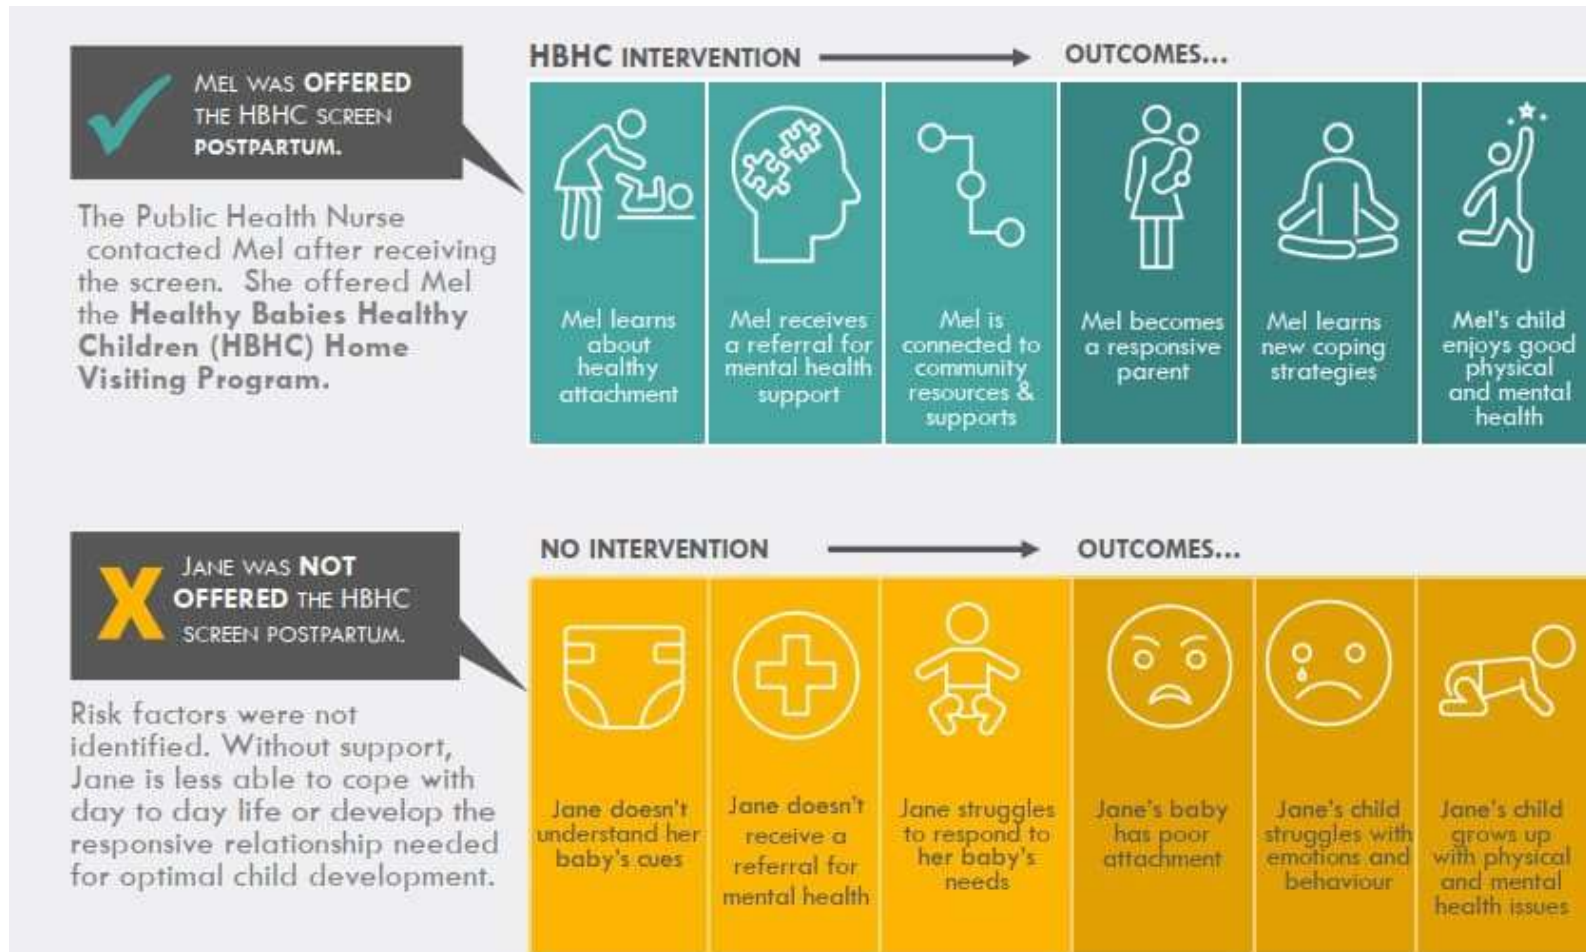 MEL WAS OFFERED
THE HBHC SCREEN
POSTPARTUM.
The Public Health Nurse
contacted Mel after receiving
the screen. She offered Mel
the Healthy Babies Healthy
Children (HBHC) Home
Visiting Program.
HBHC INTERVENTION
OUTCOMES...
Mel learns
about
healthy
attachment
Mel receives
a referral for
mental health
support
Mel is
connected to
community
resources &
supports
Mel becomes
a responsive
parent
Mel learns
new coping
strategies
Mel's child
enjoys good
physical
and mental
health
X
JANE WAS NOT
OFFERED THE HBHC
SCREEN POSTPARTUM.
Risk factors were not
identified. Without support,
Jane is less able to cope with
day to day life or develop the
responsive relationship needed
for optimal child development.
NO INTERVENTION
OUTCOMES...
Jane doesn't
understand her
baby's cues
Jane doesn't
receive a
referral for
mental health
Jane struggles
to respond to
her baby's
needs
Jane's baby
has poor
attachment
Jane's child
struggles with
emotions and
behaviour
Jane's child
grows up
with physical
and mental
health issues